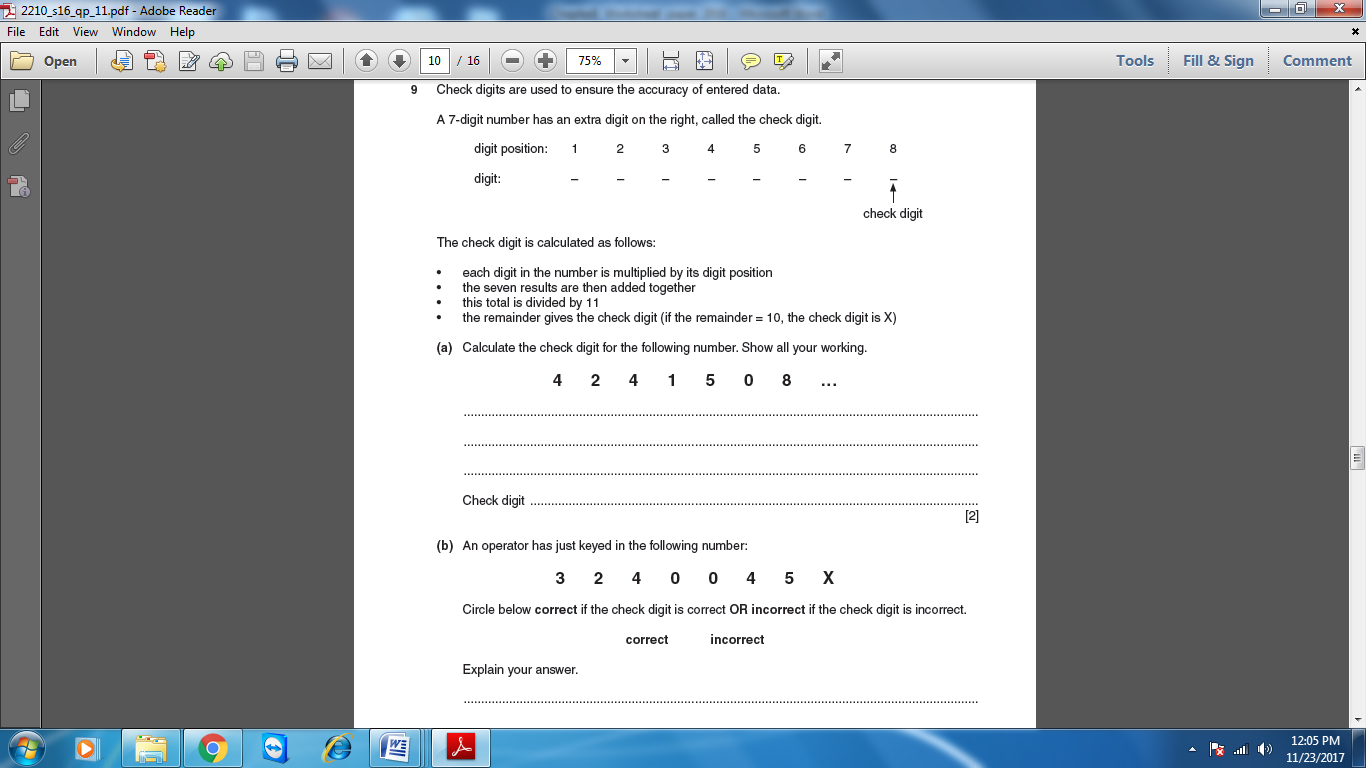 2210_s16_qp_11.pdf - Adobe Reader
File Edit View Window Help
Open 10 / 16 75% Tools Fill & Sign Comment
9 Check digits are used to ensure the accuracy of entered data.
A 7-digit number has an extra digit on the right, called the check digit.
digit position: 1 2 3 4 5 6 7 8
digit: – – – – – – – –
check digit
The check digit is calculated as follows:
• each digit in the number is multiplied by its digit position
• the seven results are then added together
• this total is divided by 11
• the remainder gives the check digit (if the remainder = 10, the check digit is X)
(a) Calculate the check digit for the following number. Show all your working.
4 2 4 1 5 0 8 ...
Check digit
[2]
(b) An operator has just keyed in the following number:
3 2 4 0 0 4 5 X
Circle below correct if the check digit is correct OR incorrect if the check digit is incorrect.
correct incorrect
Explain your answer.
12:05 PM
11/23/2017